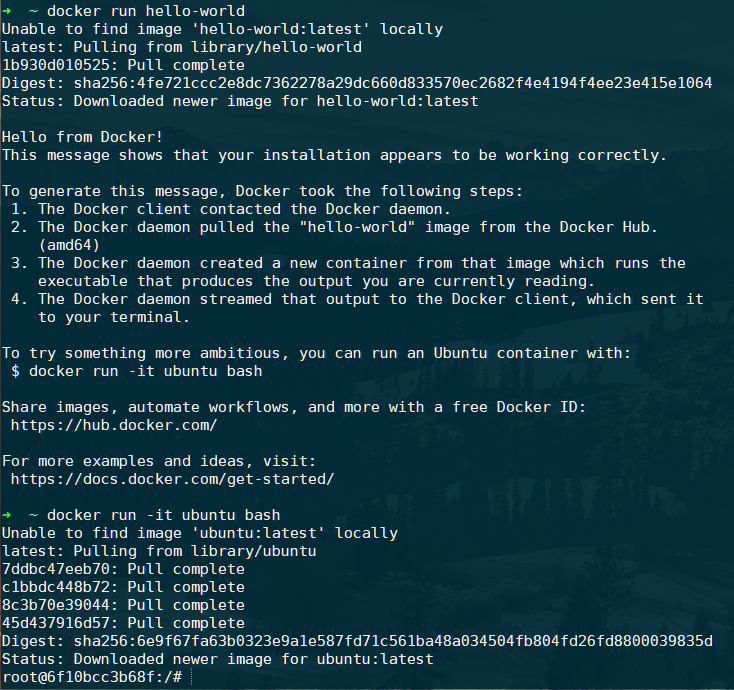 ➜  ~ docker run hello-world
Unable to find image 'hello-world:latest' locally
latest: Pulling from library/hello-world
1b930d010525: Pull complete
Digest: sha256:4fe721ccc2e8dc7362278a29dc660d833570ec2682f4e4194f4ee23e415e1064
Status: Downloaded newer image for hello-world:latest

Hello from Docker!
This message shows that your installation appears to be working correctly.

To generate this message, Docker took the following steps:
 1. The Docker client contacted the Docker daemon.
 2. The Docker daemon pulled the "hello-world" image from the Docker Hub.
    (amd64)
 3. The Docker daemon created a new container from that image which runs the
    executable that produces the output you are currently reading.
 4. The Docker daemon streamed that output to the Docker client, which sent it
    to your terminal.

To try something more ambitious, you can run an Ubuntu container with:
 $ docker run -it ubuntu bash

Share images, automate workflows, and more with a free Docker ID:
 https://hub.docker.com/

For more examples and ideas, visit:
 https://docs.docker.com/get-started/

➜  ~ docker run -it ubuntu bash
Unable to find image 'ubuntu:latest' locally
latest: Pulling from library/ubuntu
7ddbc47eeb70: Pull complete
c1bbdc448b72: Pull complete
8c3b70e39044: Pull complete
45d437916d57: Pull complete
Digest: sha256:6e9f67fa63b0323e9a1e587fd71c561ba48a034504fb804fd26fd8800039835d
Status: Downloaded newer image for ubuntu:latest
root@6f10bcc3b68f:/#